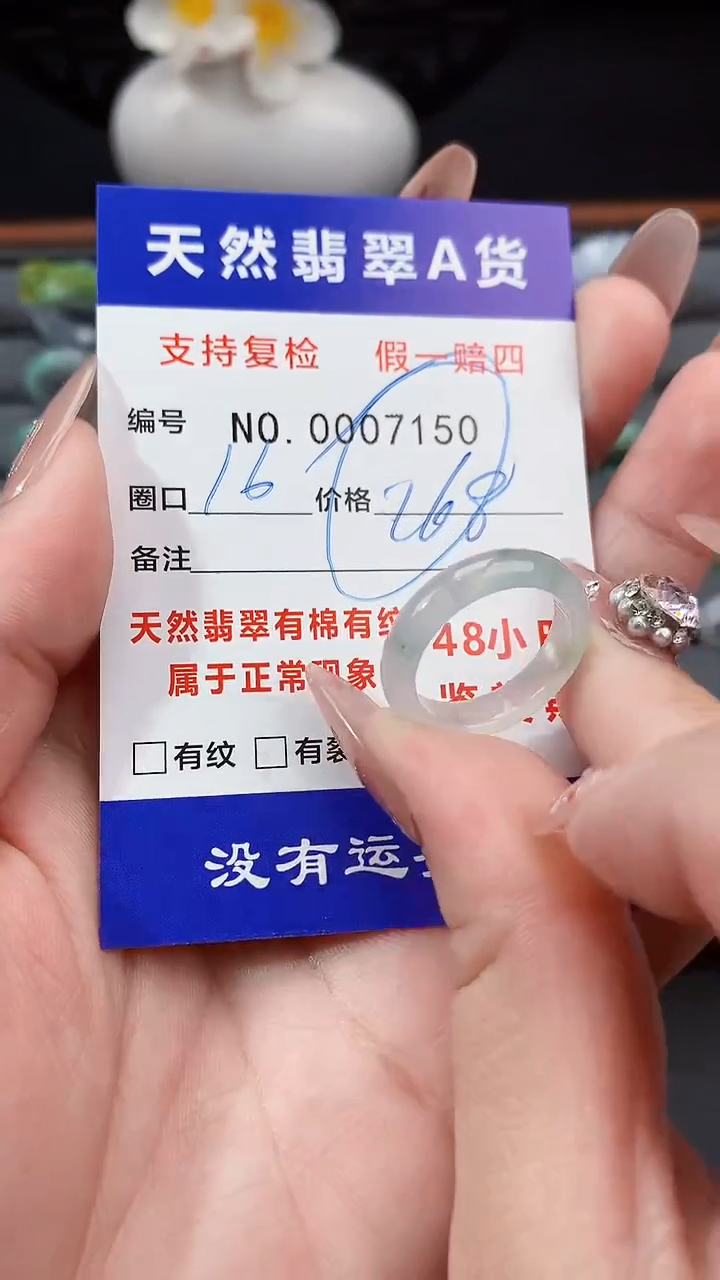 天然翡翠A货
支持复检 假一赔四
编号 NO.0007150
圈口 16 价格 268
备注
天然翡翠有棉有纹 48小
属于正常现象
有纹 有裂
没有运